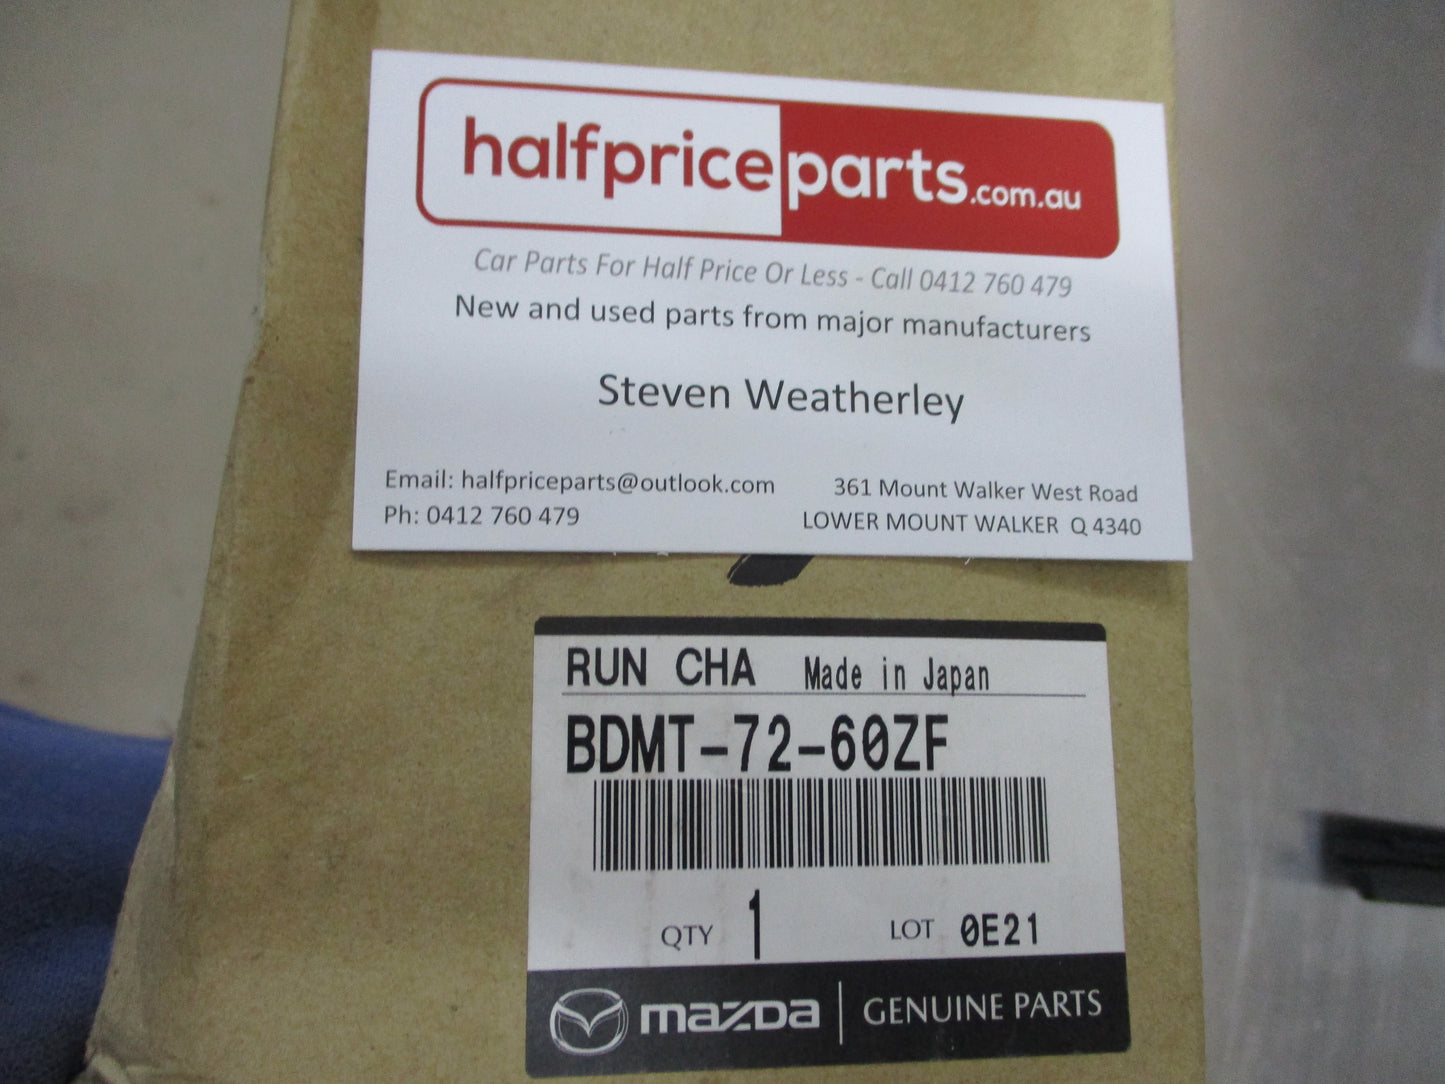 halfpriceparts.com.au
Car Parts For Half Price Or Less - Call 0412 760 479
New and used parts from major manufacturers
Steven Weatherley
Email: halfpriceparts@outlook.com
Ph: 0412 760 479
361 Mount Walker West Road
LOWER MOUNT WALKER Q 4340
RUN CHA Made in Japan
BDMT-72-60ZF
QTY 1 LOT 0E21
mazda GENUINE PARTS